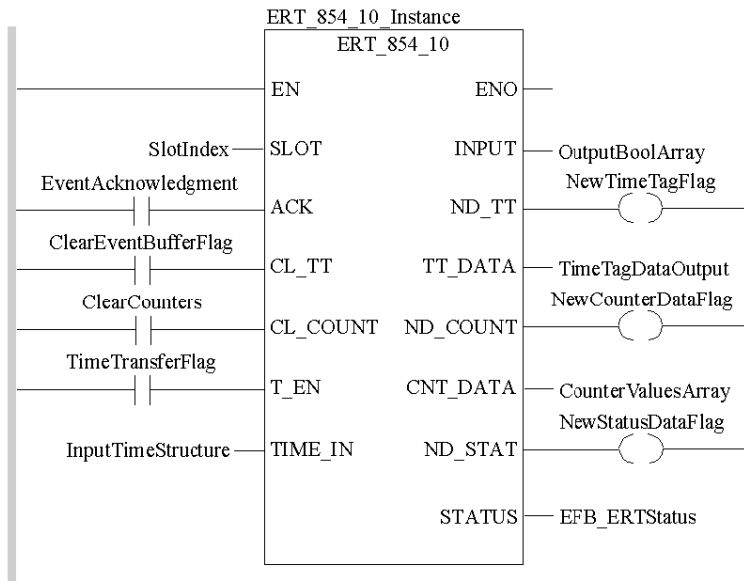 ERT_854_10_Instance
ERT_854_10
EN ENO
SlotIndex SLOT INPUT OutputBoolArray
EventAcknowledgment NewTimeTagFlag
ACK ND_TT
ClearEventBufferFlag
CL_TT TT_DATA TimeTagDataOutput
ClearCounters NewCounterDataFlag
CL_COUNT ND_COUNT
TimeTransferFlag
T_EN CNT_DATA CounterValuesArray
NewStatusDataFlag
InputTimeStructure TIME_IN ND_STAT
STATUS EFB_ERTStatus